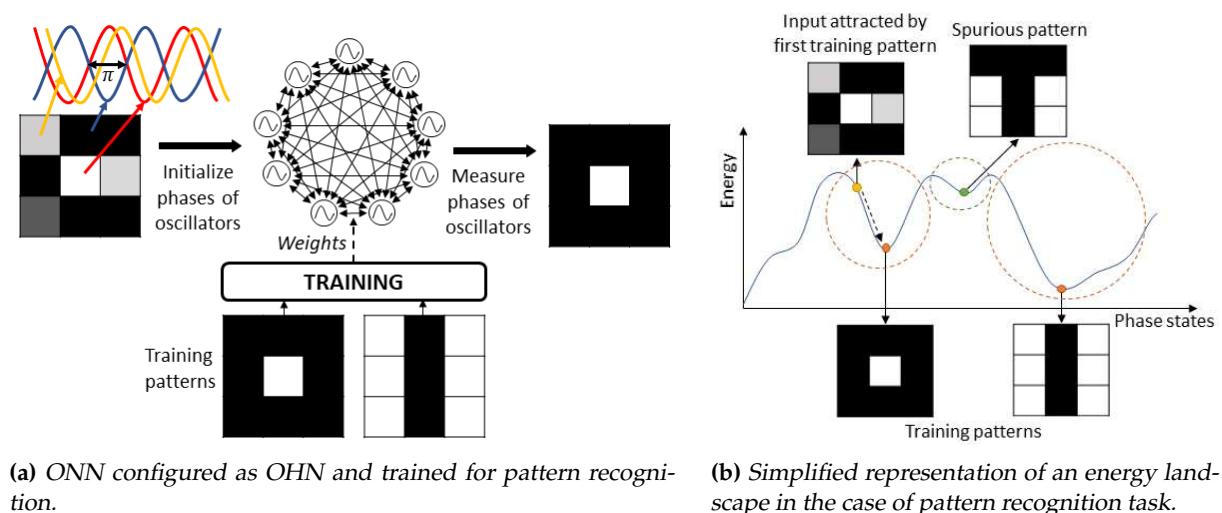 π
Initialize
phases of
oscillators
Measure
phases of
oscillators
Weights
TRAINING
Training
patterns
(a) ONN configured as OHN and trained for pattern recogni-
tion.
Input attracted by
first training pattern
Spurious pattern
Energy
Phase states
Training patterns
(b) Simplified representation of an energy land-
scape in the case of pattern recognition task.